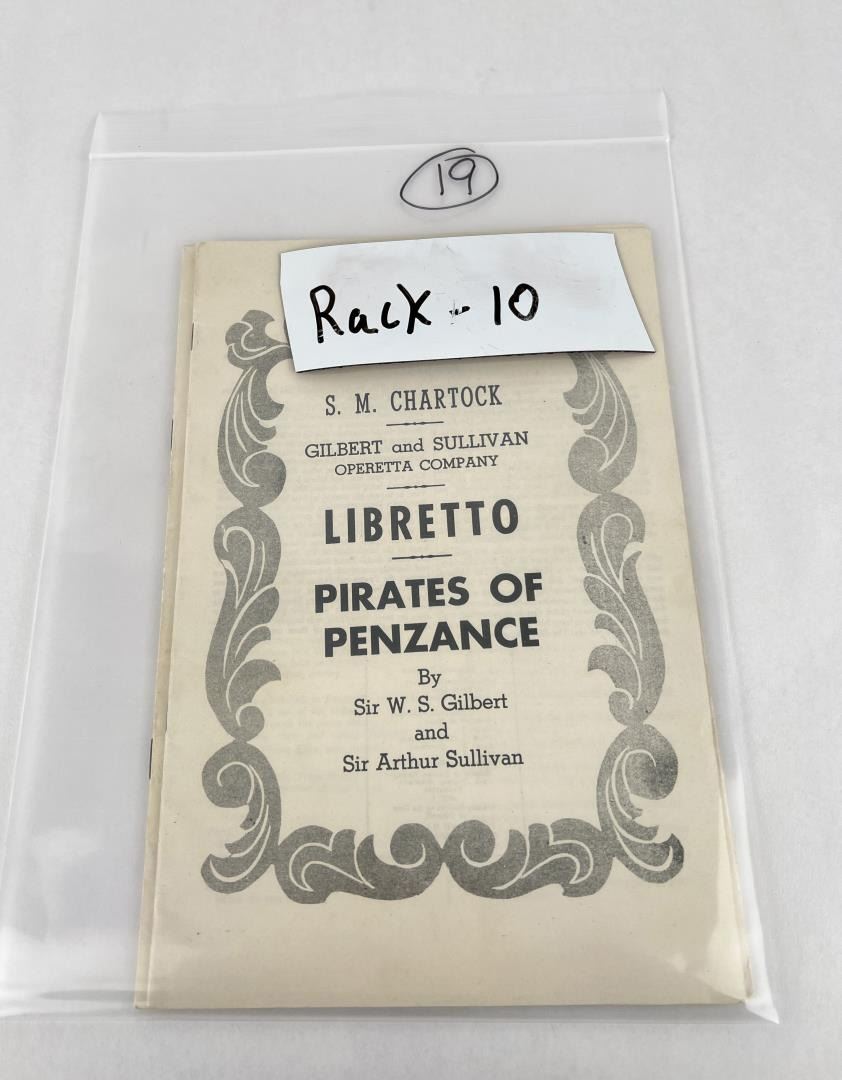 19
Rack - 10
S. M. CHARTOCK
GILBERT and SULLIVAN
OPERETTA COMPANY
LIBRETTO
PIRATES OF
PENZANCE
By
Sir W. S. Gilbert
and
Sir Arthur Sullivan